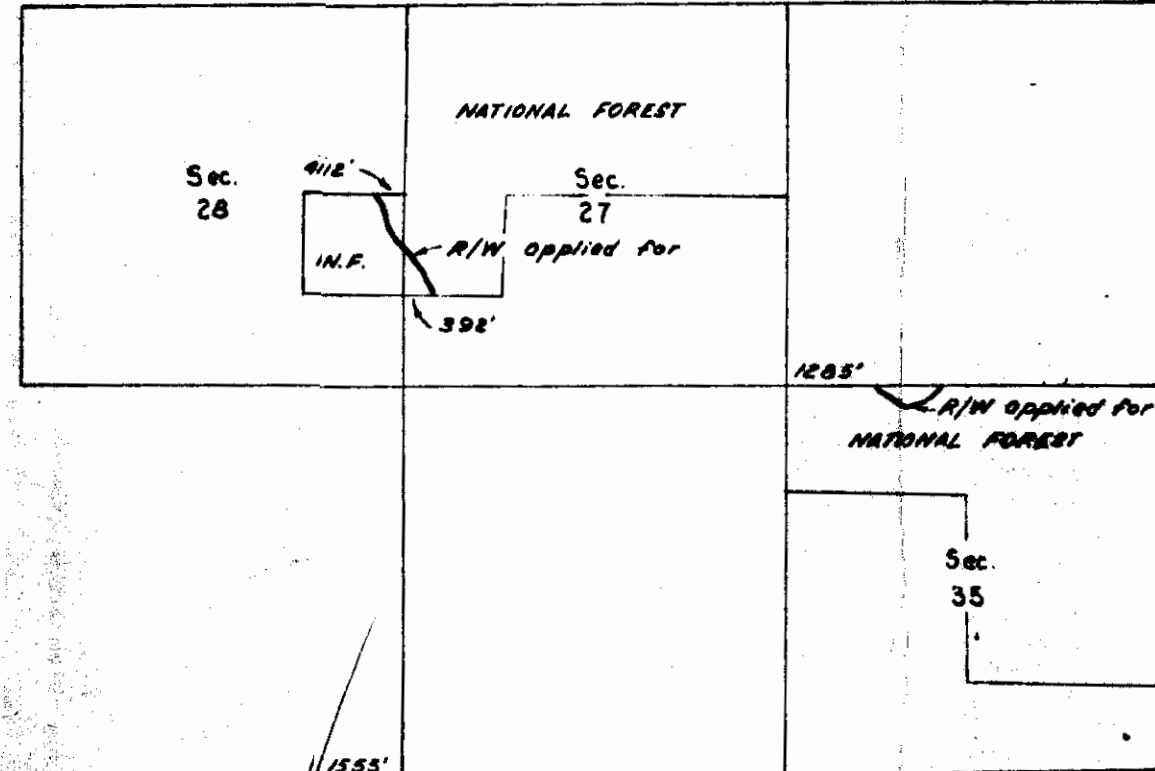 NATIONAL FOREST
Sec.
28
4112'
Sec.
27
R/W applied for
N.F.
392'
1285'
R/W applied for
NATIONAL FOREST
Sec.
35
1555'